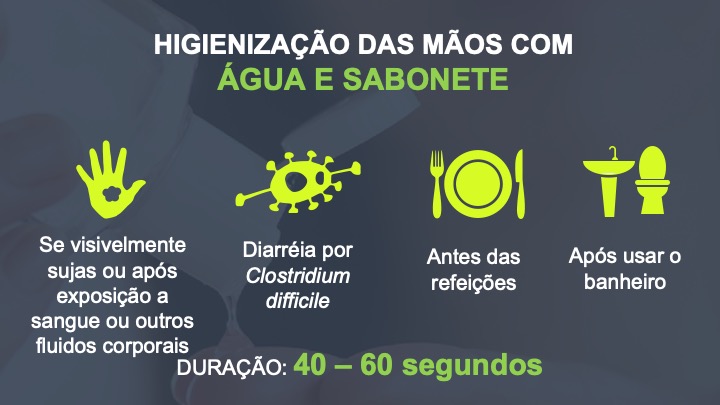 HIGIENIZAÇÃO DAS MÃOS COM
ÁGUA E SABONETE
Se visivelmente
sujas ou após
exposição a
sangue ou outros
fluidos corporais
Diarréia por
Clostridium
difficile
Antes das
refeições
Após usar o
banheiro
DURAÇÃO: 40 – 60 segundos